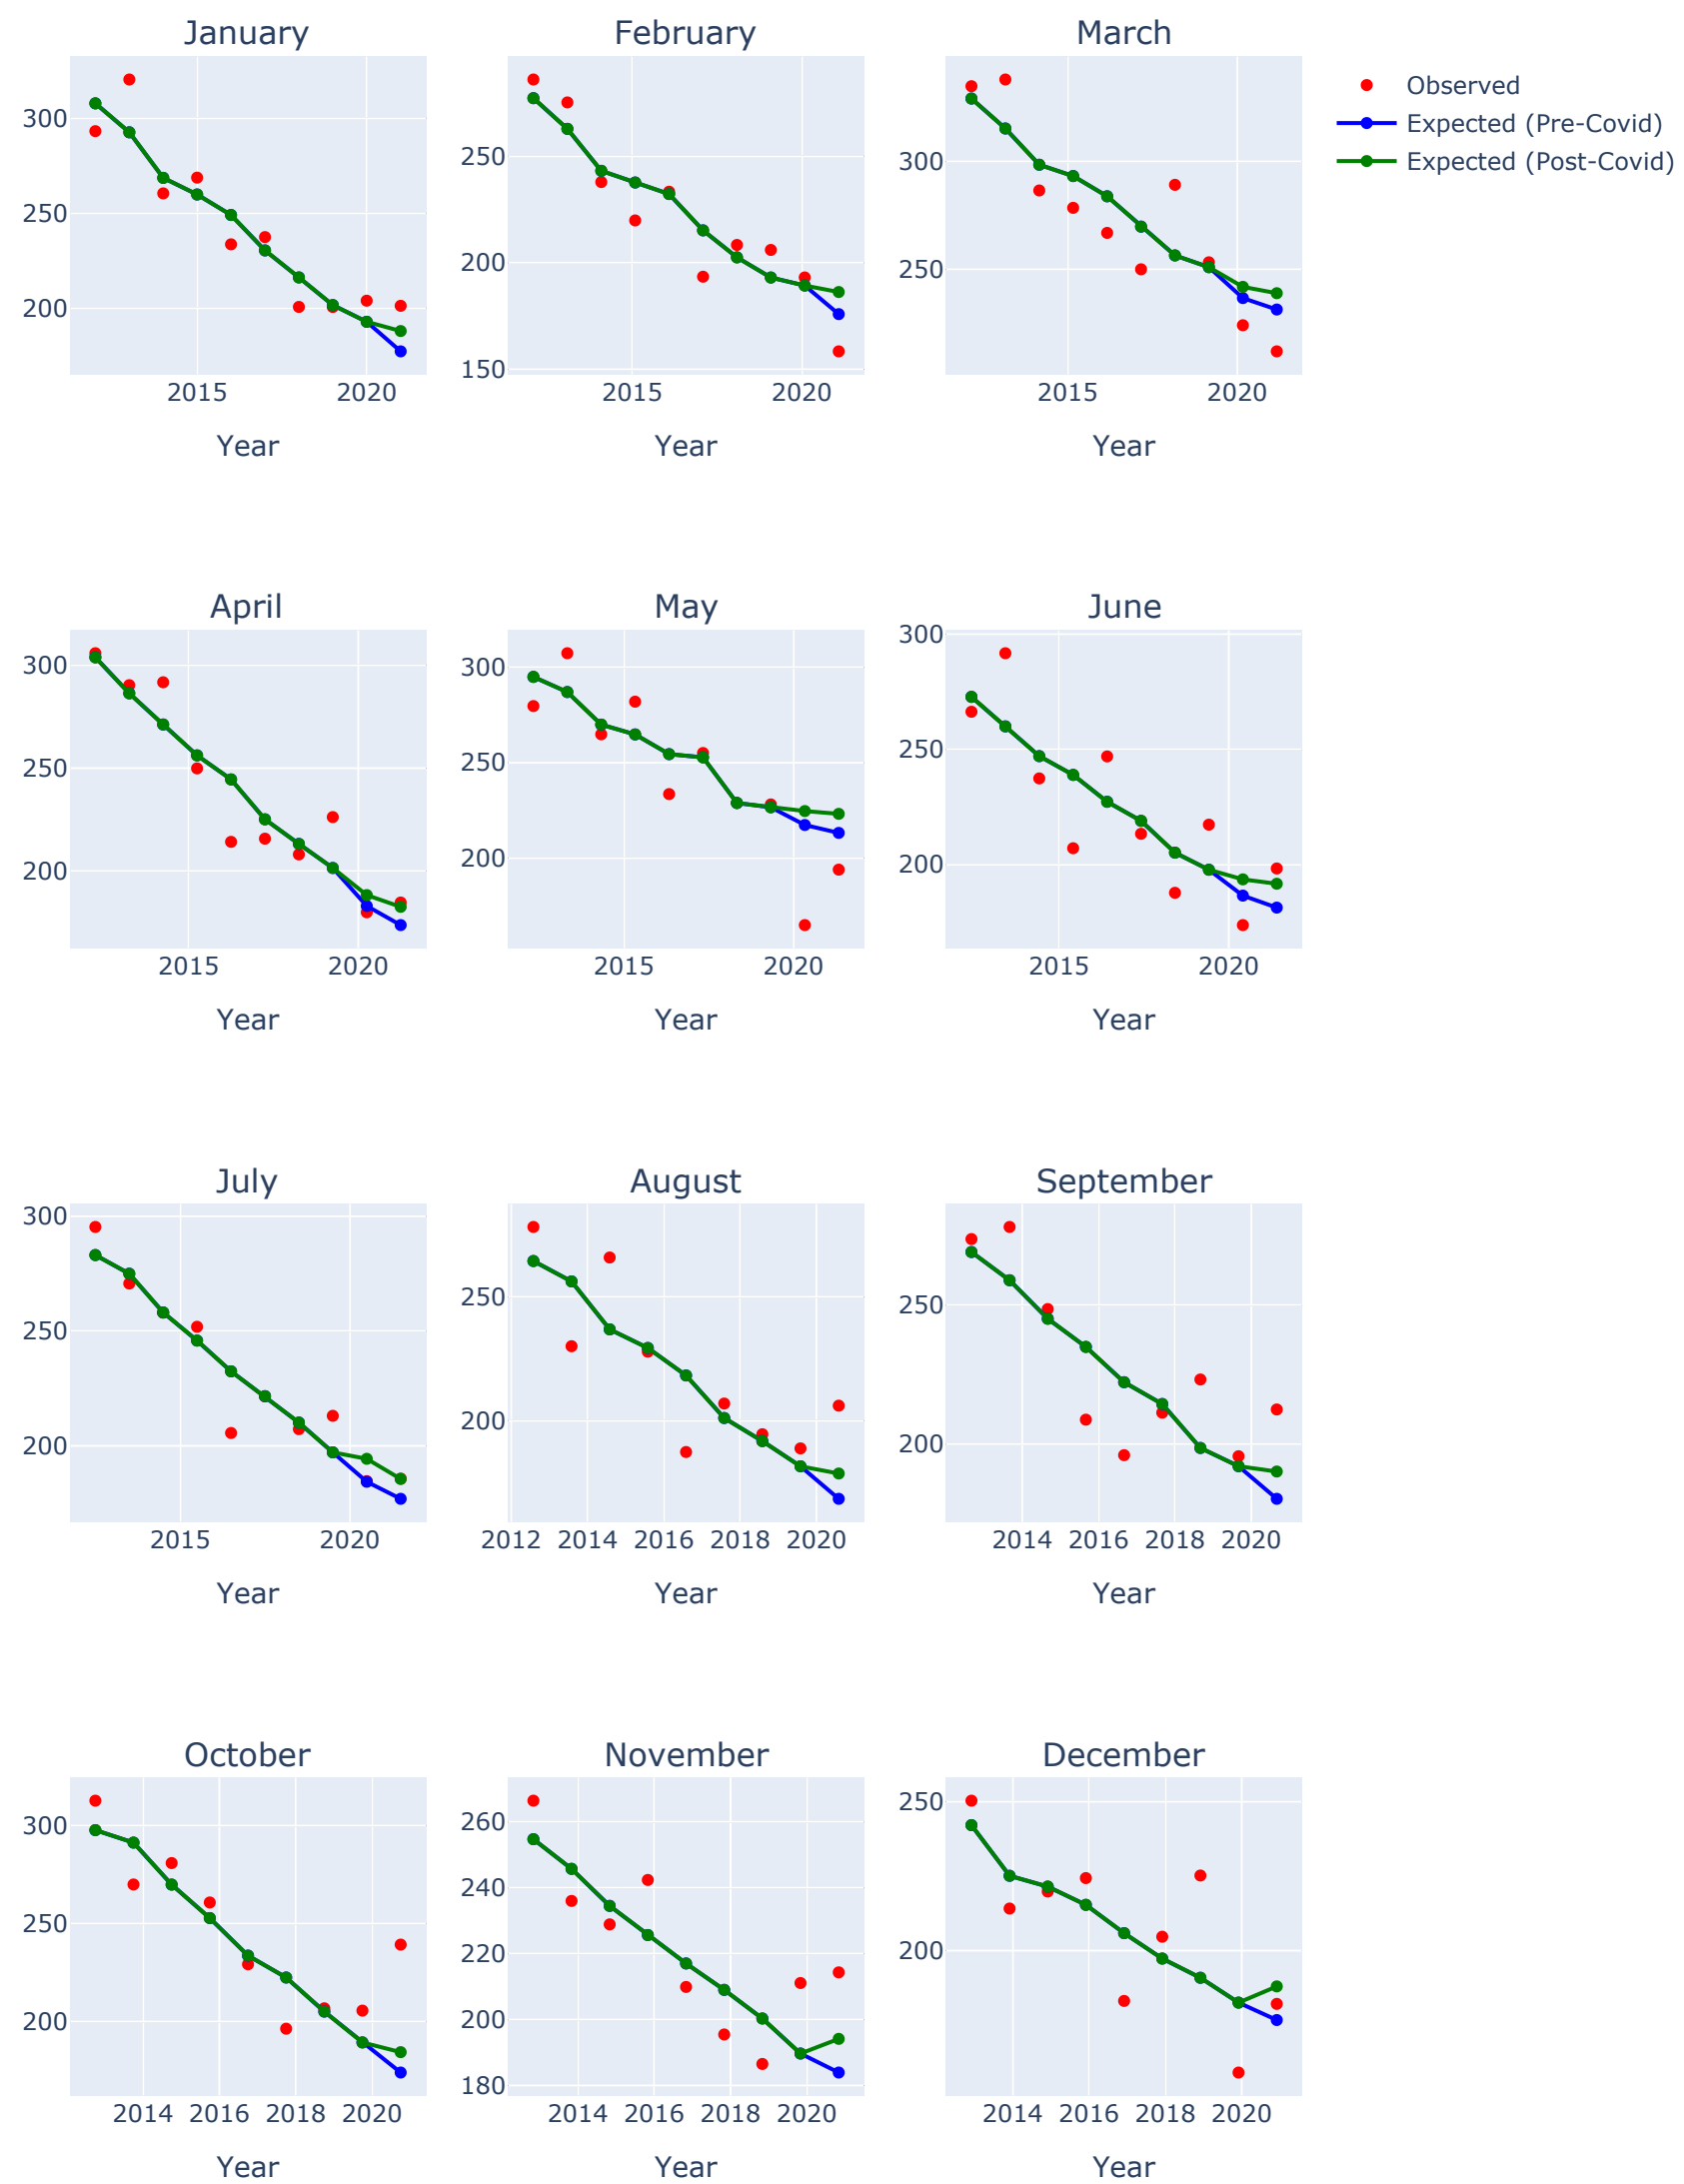 January
February
March
Observed
Expected (Pre-Covid)
Expected (Post-Covid)
300
250
200
2015
2020
Year
250
200
150
2015
2020
Year
300
250
2015
2020
Year
April
May
June
300
250
200
2015
2020
Year
300
250
200
2015
2020
Year
300
250
200
2015
2020
Year
July
August
September
300
250
200
2015
2020
Year
250
200
2012
2014
2016
2018
2020
Year
250
200
2014
2016
2018
2020
Year
October
November
December
300
250
200
2014
2016
2018
2020
Year
260
240
220
200
180
2014
2016
2018
2020
Year
250
200
2014
2016
2018
2020
Year